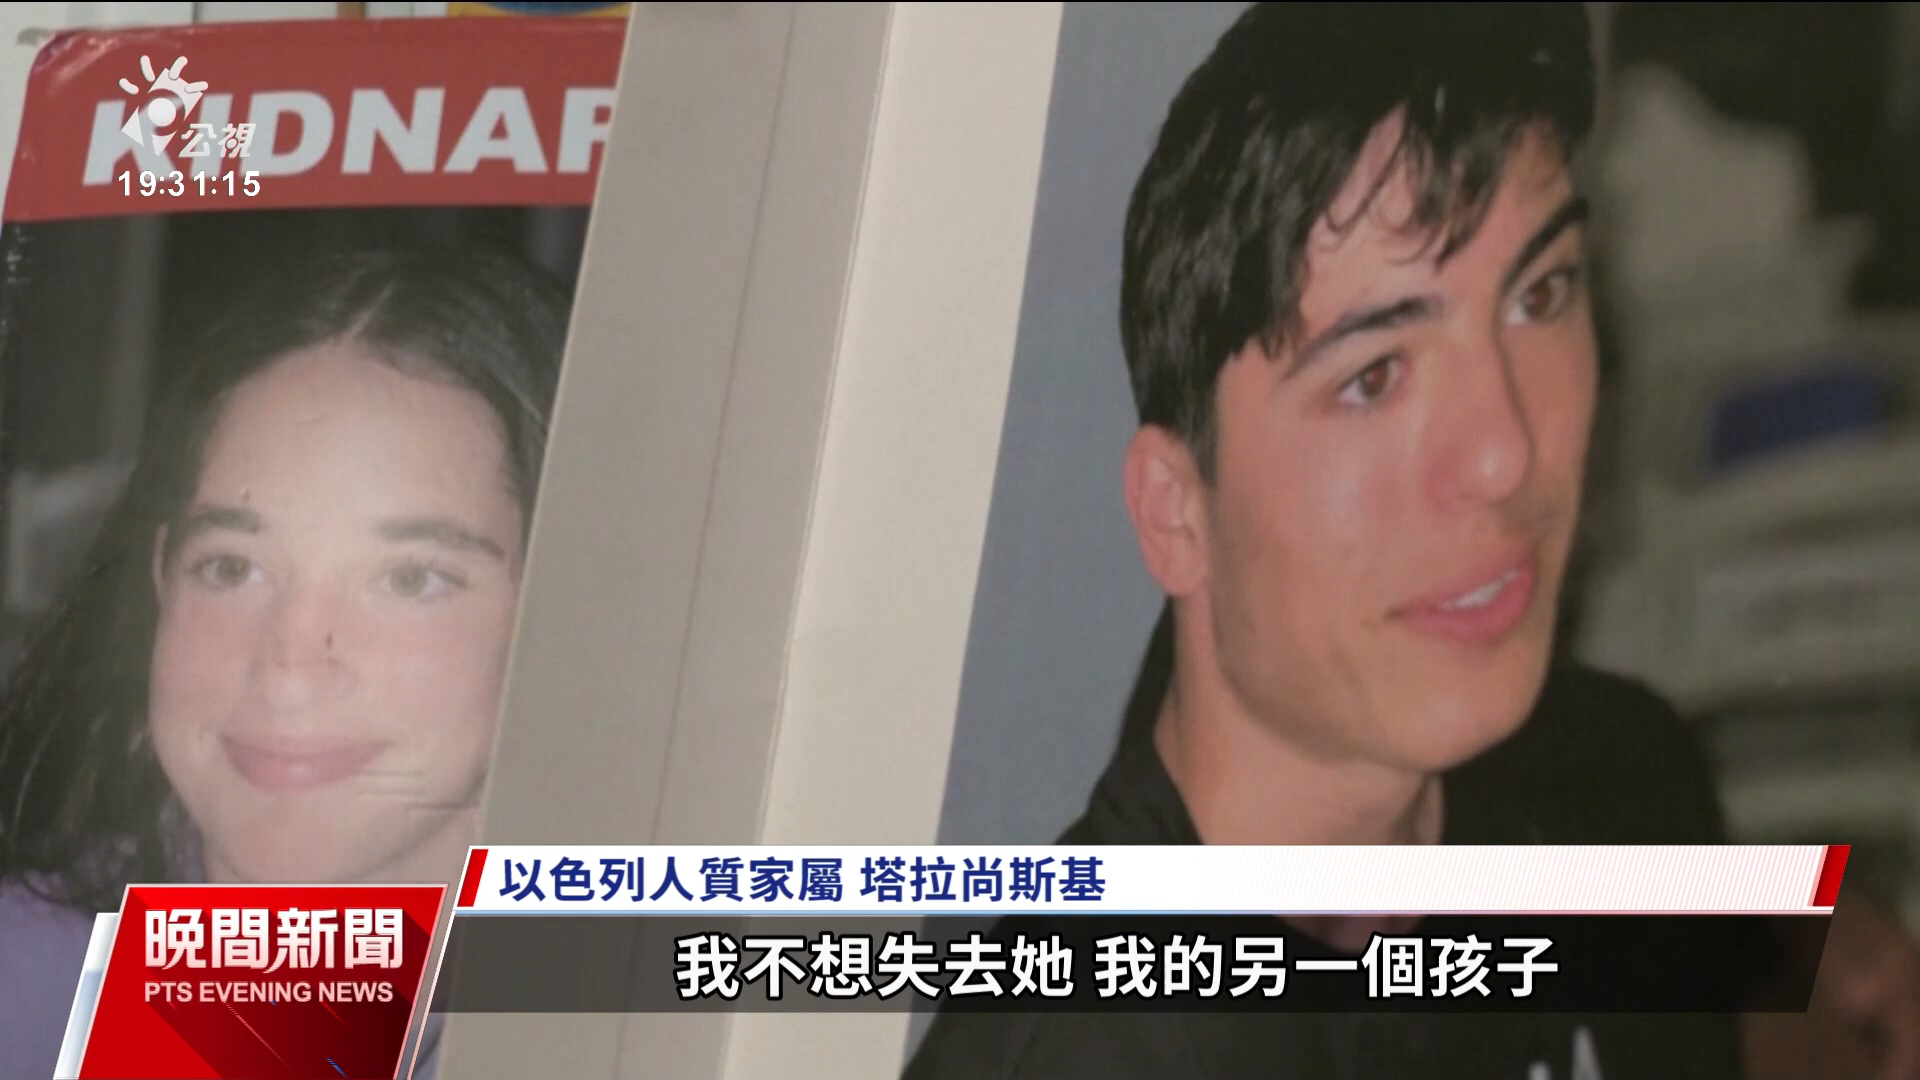 KIDNAP
公視
19:31:15
以色列人質家屬 塔拉尚斯基
晚間新聞
PTS EVENING NEWS
我不想失去她 我的另一個孩子